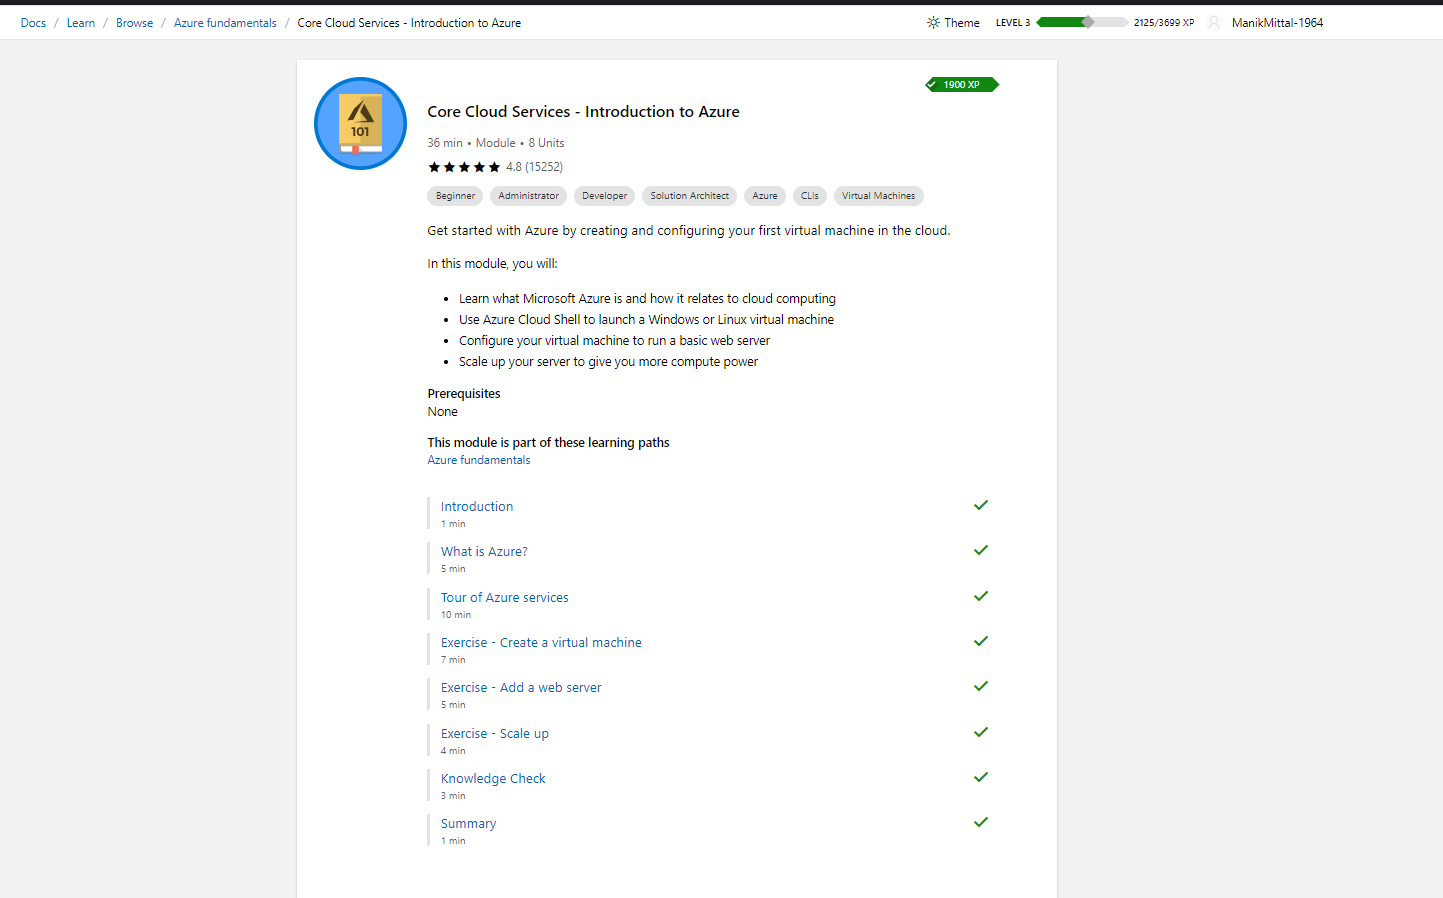 Docs / Learn / Browse / Azure fundamentals / Core Cloud Services - Introduction to Azure
Theme LEVEL 3 2125/3699 XP ManikMittal-1964
1900 XP
101
Core Cloud Services - Introduction to Azure
36 min • Module • 8 Units
4.8 (15252)
Beginner Administrator Developer Solution Architect Azure CLIs Virtual Machines
Get started with Azure by creating and configuring your first virtual machine in the cloud.
In this module, you will:
• Learn what Microsoft Azure is and how it relates to cloud computing
• Use Azure Cloud Shell to launch a Windows or Linux virtual machine
• Configure your virtual machine to run a basic web server
• Scale up your server to give you more compute power
Prerequisites
None
This module is part of these learning paths
Azure fundamentals
Introduction
1 min
What is Azure?
5 min
Tour of Azure services
10 min
Exercise - Create a virtual machine
7 min
Exercise - Add a web server
5 min
Exercise - Scale up
4 min
Knowledge Check
3 min
Summary
1 min